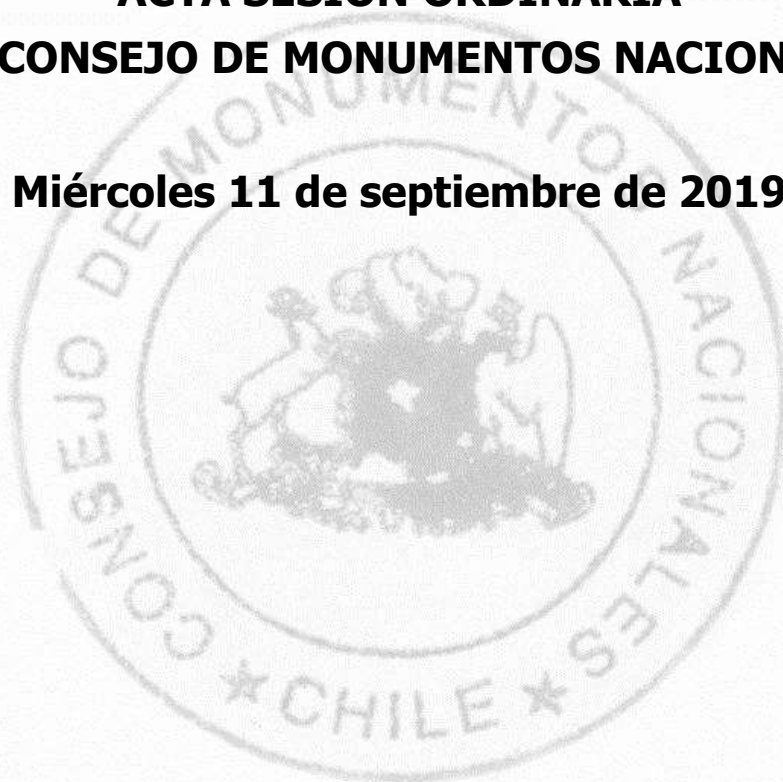 ACTA SESIÓN ORDINARIA
CONSEJO DE MONUMENTOS NACION
Miércoles 11 de septiembre de 2019
CONSEJO DE MONUMENTOS NACIONALES
* CHILE *